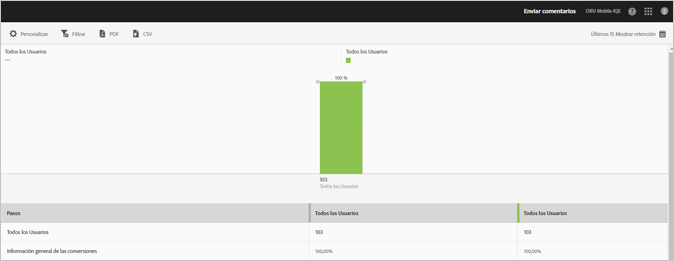 Enviar comentarios OBU Mobile IQE
Personalizar Filtrar PDF CSV Últimos 15 Mostrar retención
Todos los Usuarios Todos los Usuarios
100 %
103
Todos los Usuarios
Pasos Todos los Usuarios Todos los Usuarios
Todos los Usuarios 103 103
Información general de las conversiones 100,00% 100,00%